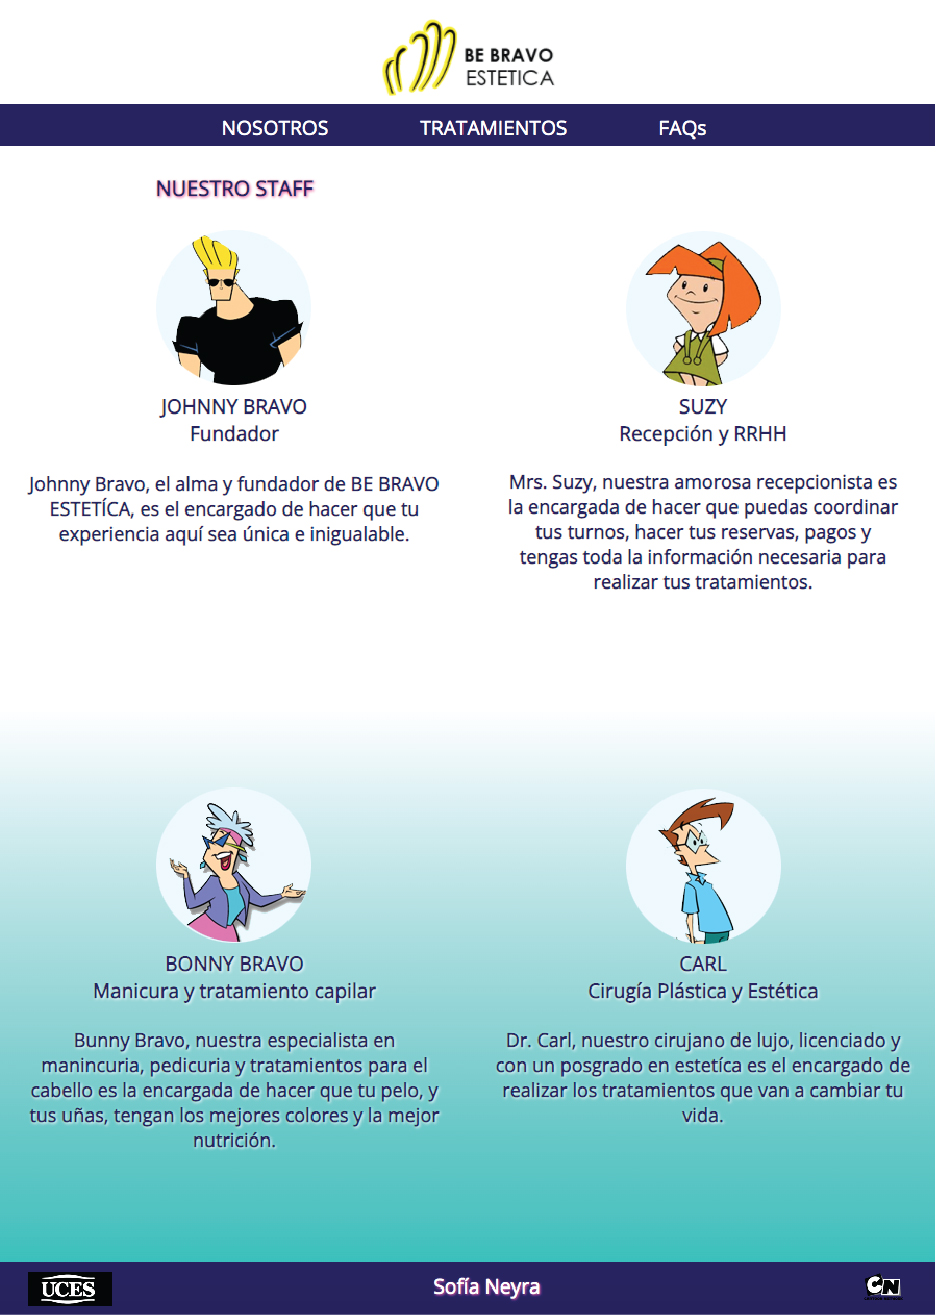 BE BRAVO
ESTETICA
NOSOTROS TRATAMIENTOS FAQs
NUESTRO STAFF
JOHNNY BRAVO
Fundador
Johnny Bravo, el alma y fundador de BE BRAVO
ESTETÍCA, es el encargado de hacer que tu
experiencia aquí sea única e inigualable.
SUZY
Recepción y RRHH
Mrs. Suzy, nuestra amorosa recepcionista es
la encargada de hacer que puedas coordinar
tus turnos, hacer tus reservas, pagos y
tengas toda la información necesaria para
realizar tus tratamientos.
BONNY BRAVO
Manicura y tratamiento capilar
Bunny Bravo, nuestra especialista en
manincuria, pedicuria y tratamientos para el
cabello es la encargada de hacer que tu pelo, y
tus uñas, tengan los mejores colores y la mejor
nutrición.
CARL
Cirugía Plástica y Estética
Dr. Carl, nuestro cirujano de lujo, licenciado y
con un posgrado en estetíca es el encargado de
realizar los tratamientos que van a cambiar tu
vida.
UCES
Sofía Neyra
CN